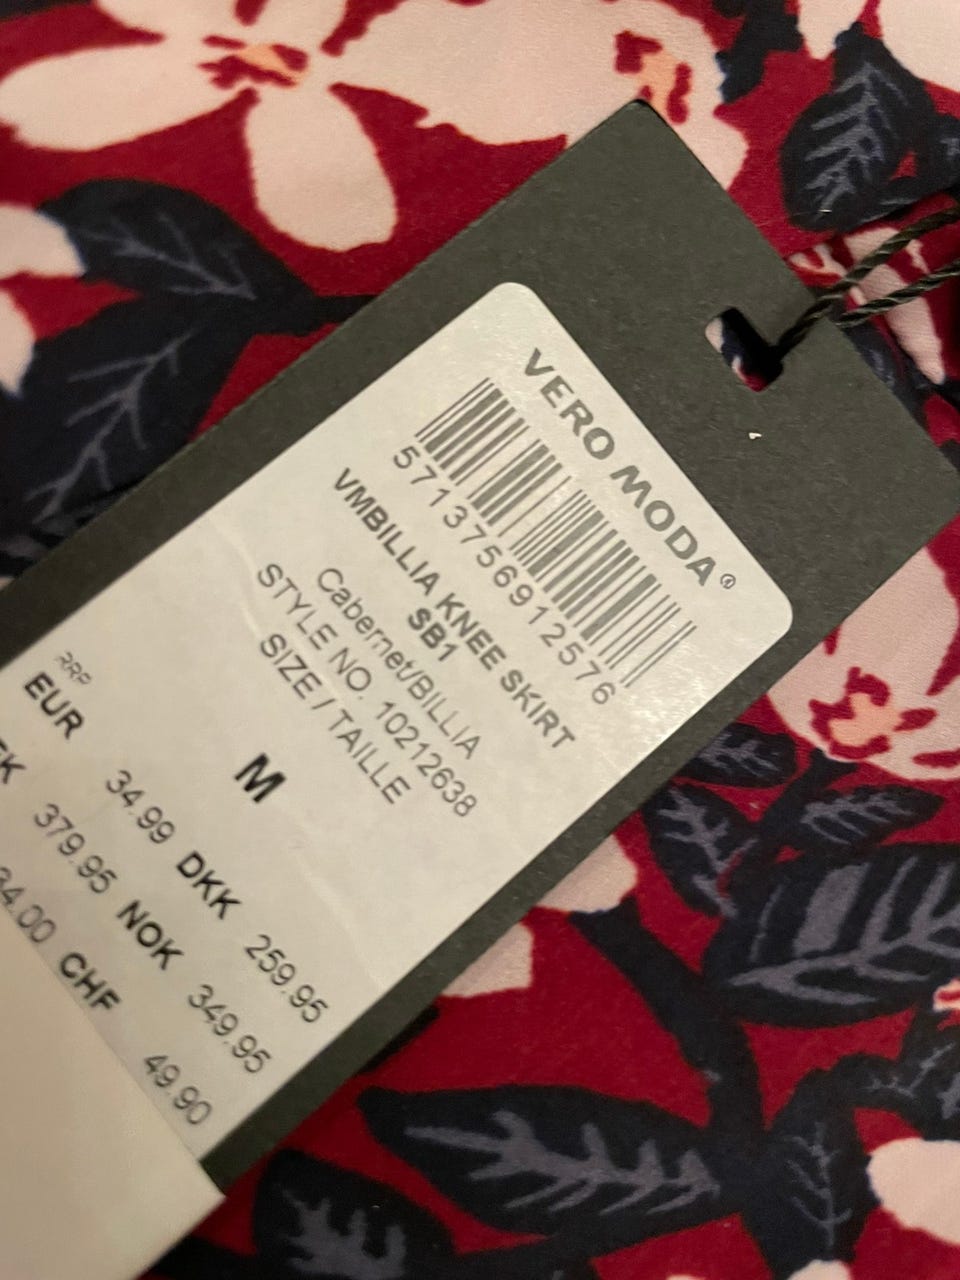 VERO MODA®
5713756912576
VMBILLIA KNEE SKIRT
SB1
Cabernet/BILLIA
STYLE NO. 10212638
SIZE / TAILLE
M
RRP
EUR 34.99 DKK 259.95
379.95 NOK 349.95
CHF 49.90